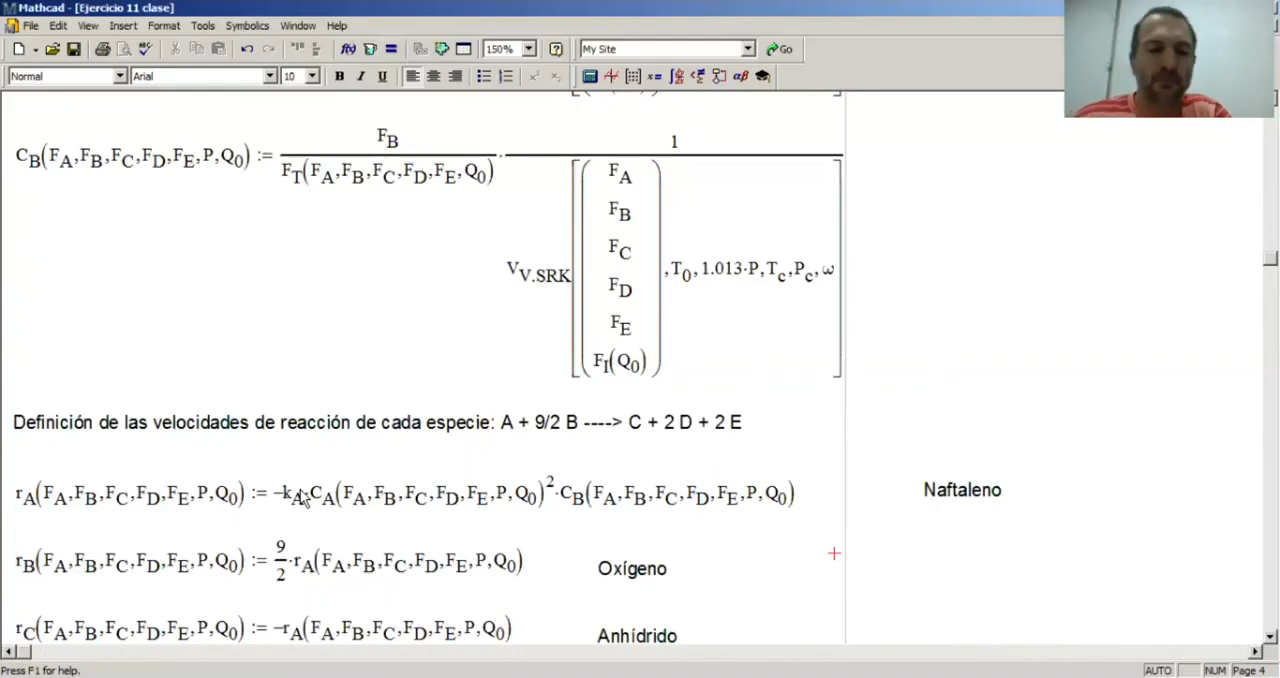 Mathcad - [Ejercicio 11 clase]
File Edit View Insert Format Tools Symbolics Window Help
150% My Site Go
Normal Arial 10 B I U
C_B(F_A,F_B,F_C,F_D,F_E,P,Q_0) := F_B / F_T(F_A,F_B,F_C,F_D,F_E,Q_0) · 1 / V_V.SRK[(F_A F_B F_C F_D F_E F_I(Q_0)),T_0,1.013·P,T_c,P_c,ω]
Definición de las velocidades de reacción de cada especie: A + 9/2 B ----> C + 2 D + 2 E
r_A(F_A,F_B,F_C,F_D,F_E,P,Q_0) := -k_A·C_A(F_A,F_B,F_C,F_D,F_E,P,Q_0)^2·C_B(F_A,F_B,F_C,F_D,F_E,P,Q_0) Naftaleno
r_B(F_A,F_B,F_C,F_D,F_E,P,Q_0) := 9/2·r_A(F_A,F_B,F_C,F_D,F_E,P,Q_0) Oxígeno
r_C(F_A,F_B,F_C,F_D,F_E,P,Q_0) := -r_A(F_A,F_B,F_C,F_D,F_E,P,Q_0) Anhídrido
Press F1 for help. AUTO NUM Page 4